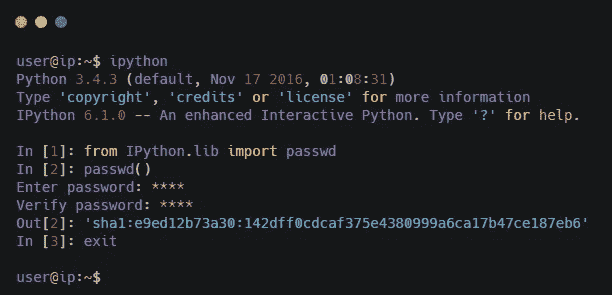 user@ip:~$ ipython
Python 3.4.3 (default, Nov 17 2016, 01:08:31)
Type 'copyright', 'credits' or 'license' for more information
IPython 6.1.0 -- An enhanced Interactive Python. Type '?' for help.
In [1]: from IPython.lib import passwd
In [2]: passwd()
Enter password: ****
Verify password: ****
Out[2]: 'sha1:e9ed12b73a30:142dff0cdcaf375e4380999a6ca17b47ce187eb6'
In [3]: exit
user@ip:~$